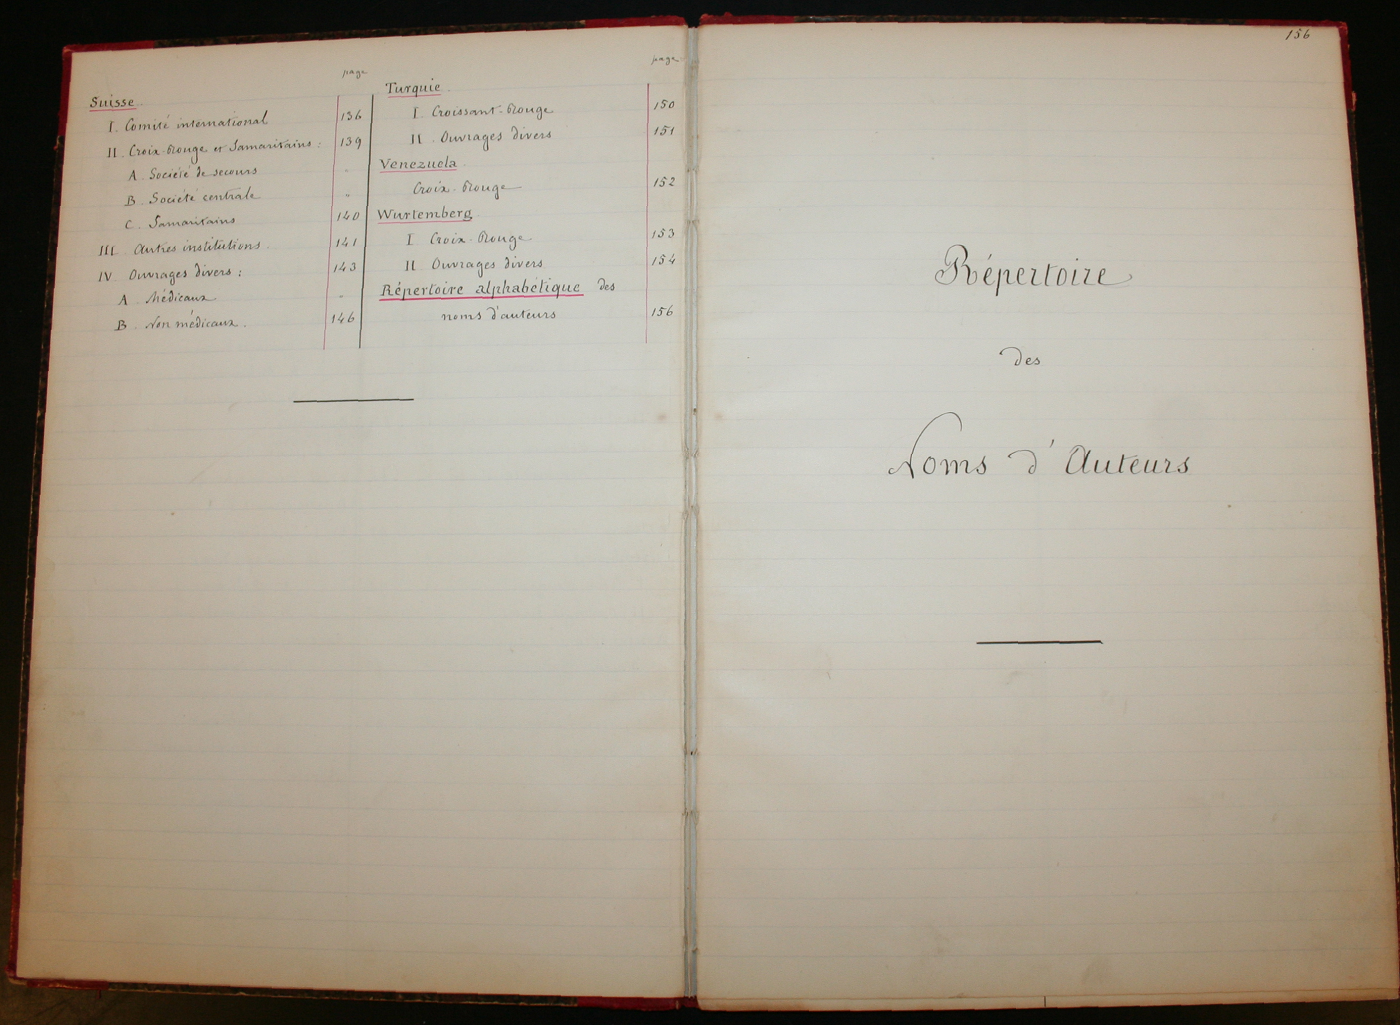 page
Suisse.
I. Comité international 136
II. Croix-Rouge et Samaritains: 139
A. Société de secours "
B. Société centrale "
C. Samaritains 140
III. Autres institutions. 141
IV. Ouvrages divers: 143
A. Médicaux "
B. Non médicaux. 146
page
Turquie.
I. Croissant-Rouge 150
II. Ouvrages divers 151
Venezuela.
Croix-Rouge 152
Wurtemberg
I. Croix-Rouge 153
II. Ouvrages divers 154
Répertoire alphabétique des
noms d'auteurs 156
156
Répertoire
des
Noms d'Auteurs